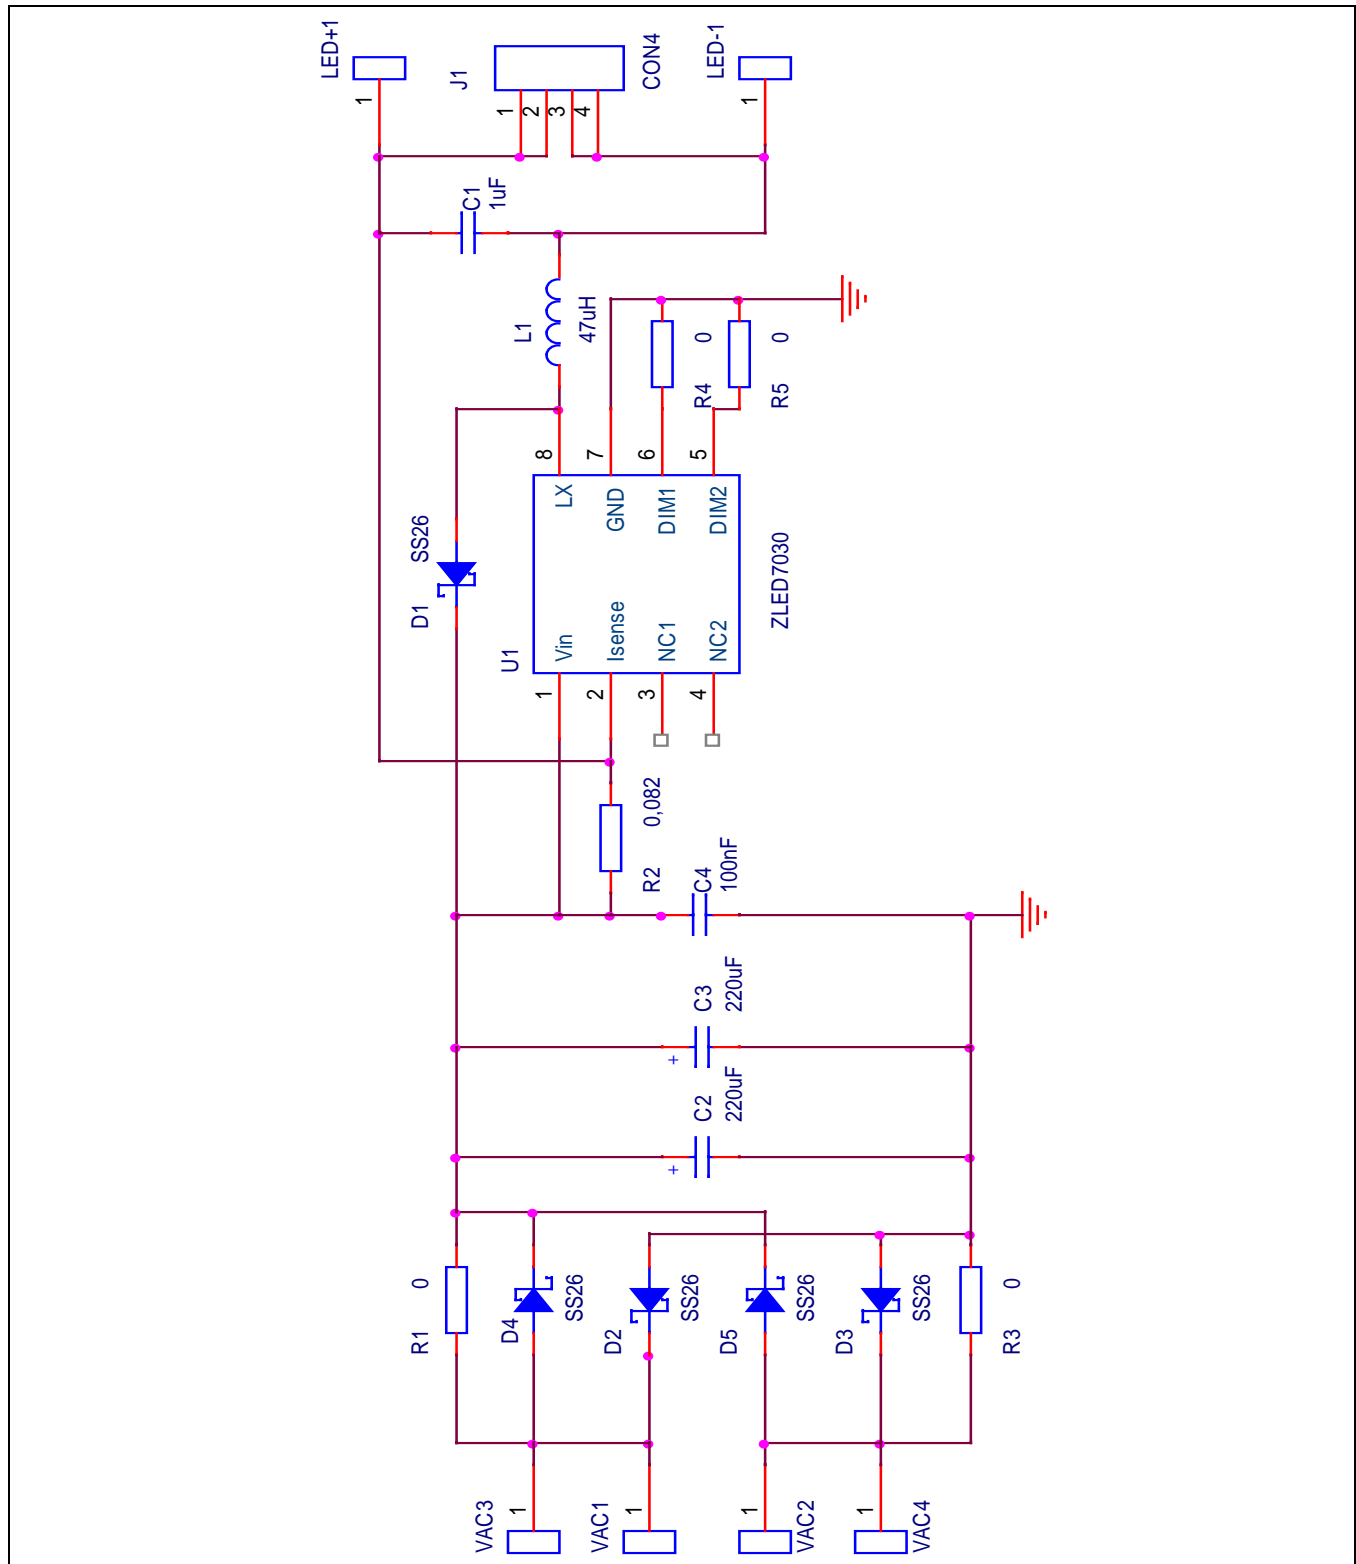 LED+1
1
J1
CON4
1
2
3
4
LED-1
1
C1
1uF
L1
47uH
R4
0
R5
0
8
7
6
5
LX
GND
DIM1
DIM2
D1
SS26
U1
ZLED7030
Vin
Isense
NC1
NC2
1
2
3
4
R2
0,082
C4
100nF
C3
220uF
+
C2
220uF
+
R1
0
D4
SS26
D2
SS26
D5
SS26
D3
SS26
R3
0
VAC3
1
VAC1
1
VAC2
1
VAC4
1